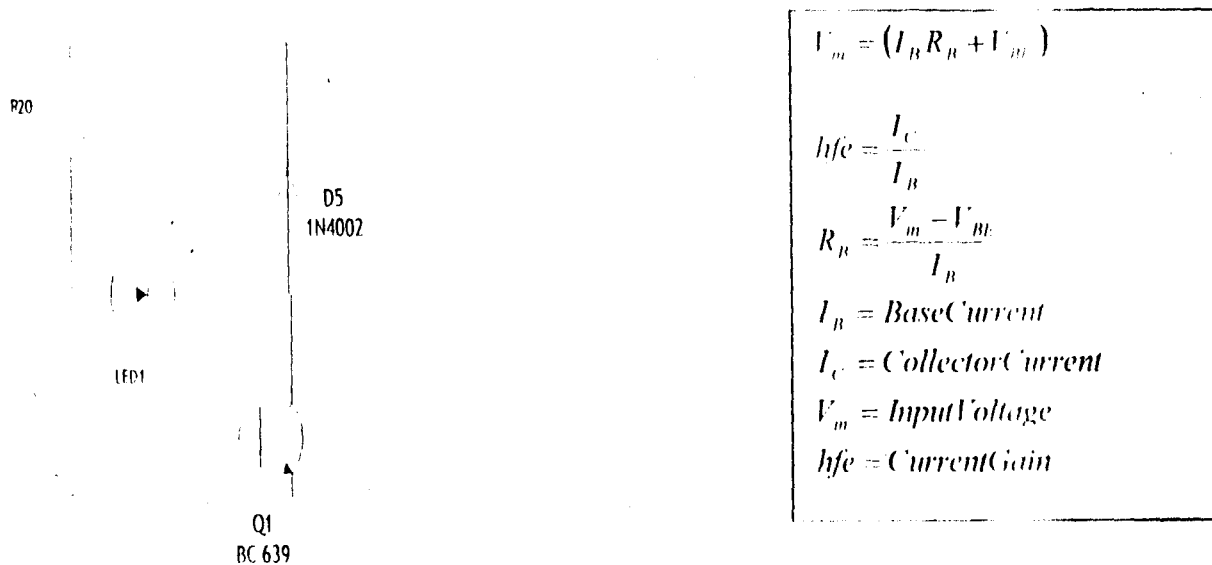 R20
D5
1N4002
LED1
Q1
BC 639
V_in = (I_B R_B + V_BE)
hfe = I_C / I_B
R_B = (V_in − V_BE) / I_B
I_B = BaseCurrent
I_C = CollectorCurrent
V_in = InputVoltage
hfe = CurrentGain